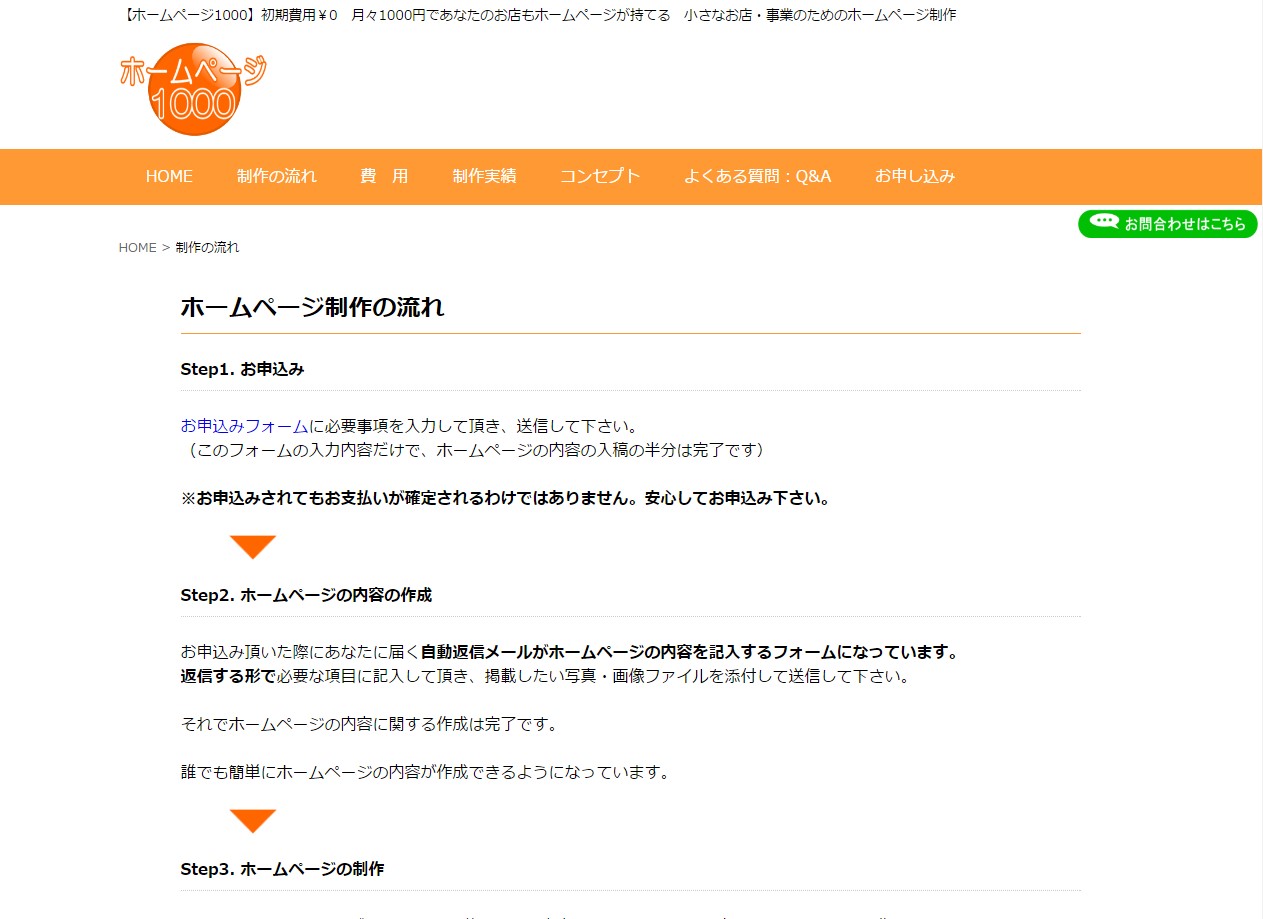 【ホームページ1000】初期費用￥0　月々1000円であなたのお店もホームページが持てる　小さなお店・事業のためのホームページ制作
ホームページ
1000
HOME　制作の流れ　費　用　制作実績　コンセプト　よくある質問：Q&A　お申し込み
お問合わせはこちら
HOME > 制作の流れ
ホームページ制作の流れ
Step1. お申込み
お申込みフォームに必要事項を入力して頂き、送信して下さい。
（このフォームの入力内容だけで、ホームページの内容の入稿の半分は完了です）
※お申込みされてもお支払いが確定されるわけではありません。安心してお申込み下さい。
Step2. ホームページの内容の作成
お申込み頂いた際にあなたに届く自動返信メールがホームページの内容を記入するフォームになっています。
返信する形で必要な項目に記入して頂き、掲載したい写真・画像ファイルを添付して送信して下さい。
それでホームページの内容に関する作成は完了です。
誰でも簡単にホームページの内容が作成できるようになっています。
Step3. ホームページの制作